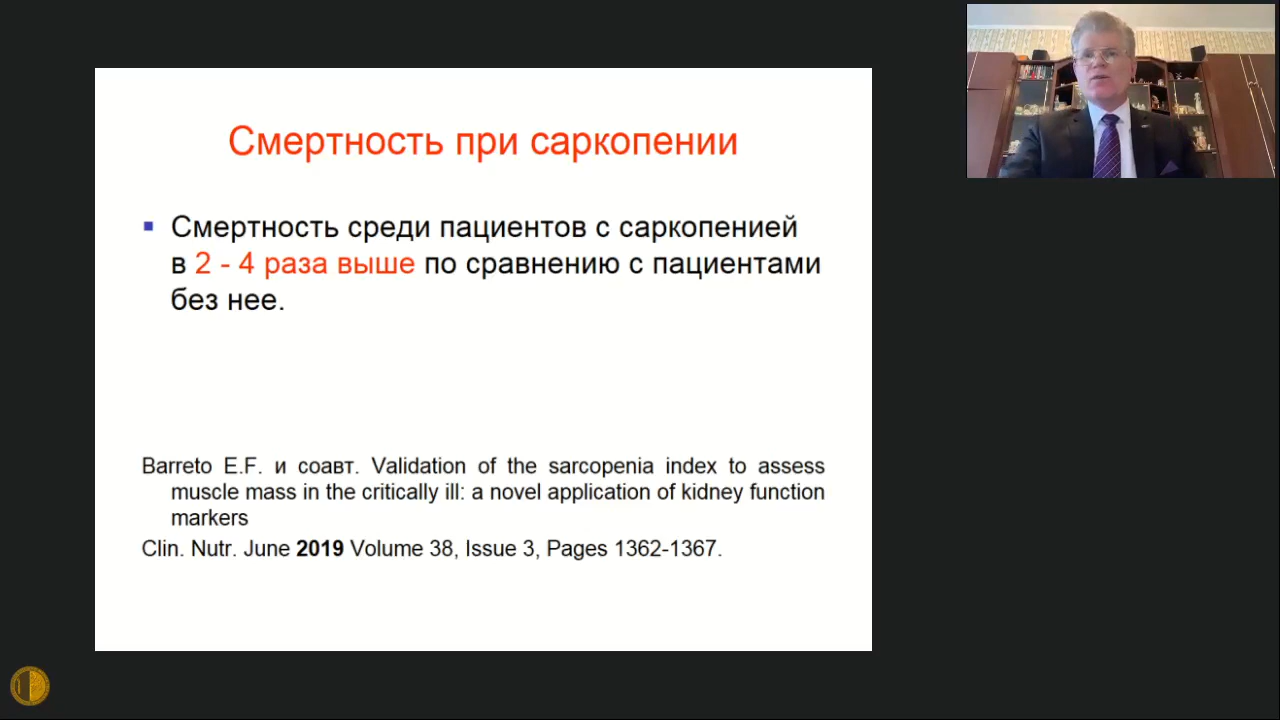 Смертность при саркопении
Смертность среди пациентов с саркопенией
в 2 - 4 раза выше по сравнению с пациентами
без нее.
Barreto E.F. и соавт. Validation of the sarcopenia index to assess
muscle mass in the critically ill: a novel application of kidney function
markers
Clin. Nutr. June 2019 Volume 38, Issue 3, Pages 1362-1367.